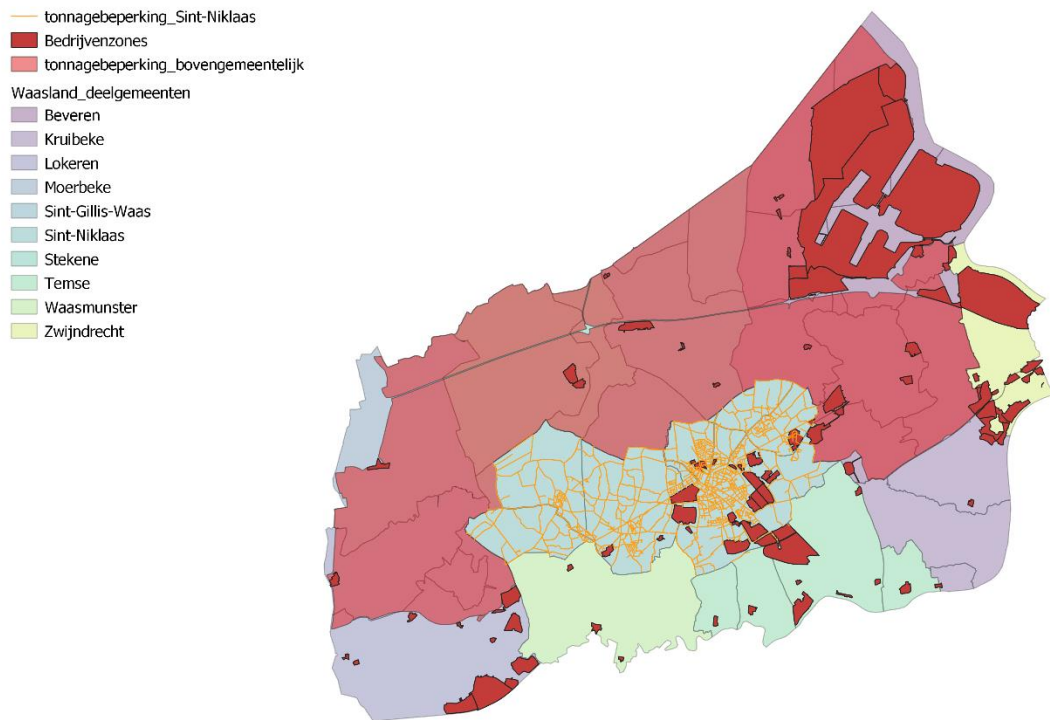 tonnagebeperking_Sint-Niklaas
Bedrijvenzones
tonnagebeperking_bovengemeentelijk
Waasland_deelgemeenten
Beveren
Kruibeke
Lokeren
Moerbeke
Sint-Gillis-Waas
Sint-Niklaas
Stekene
Temse
Waasmunster
Zwijndrecht